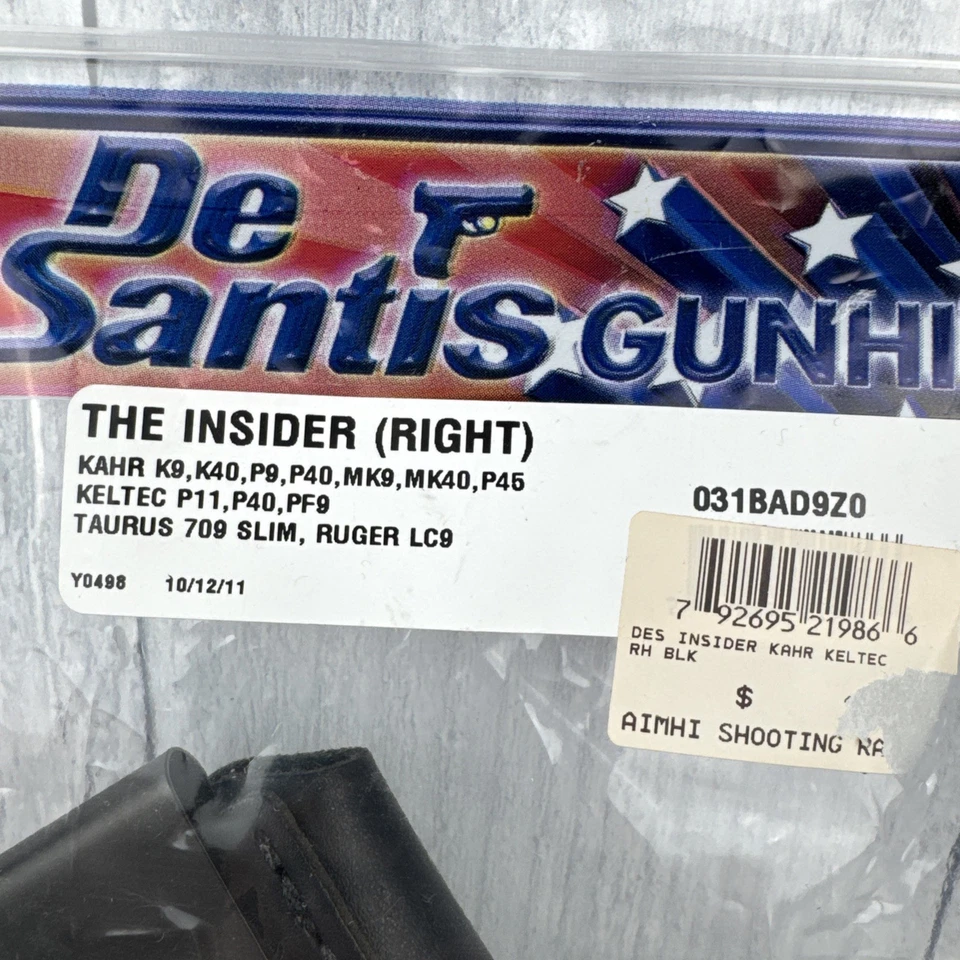 De
Santis GUNHI
THE INSIDER (RIGHT)
KAHR K9,K40,P9,P40,MK9,MK40,P45
KELTEC P11,P40,PF9
TAURUS 709 SLIM, RUGER LC9
Y0498 10/12/11
031BAD9Z0
7 92695 21986 6
DES INSIDER KAHR KELTEC
RH BLK
$
AIMHI SHOOTING RA